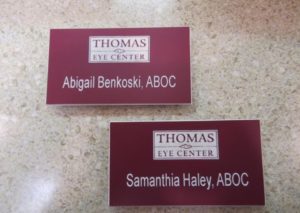 THOMAS
EYE CENTER
Abigail Benkoski, ABOC
THOMAS
EYE CENTER
Samanthia Haley, ABOC